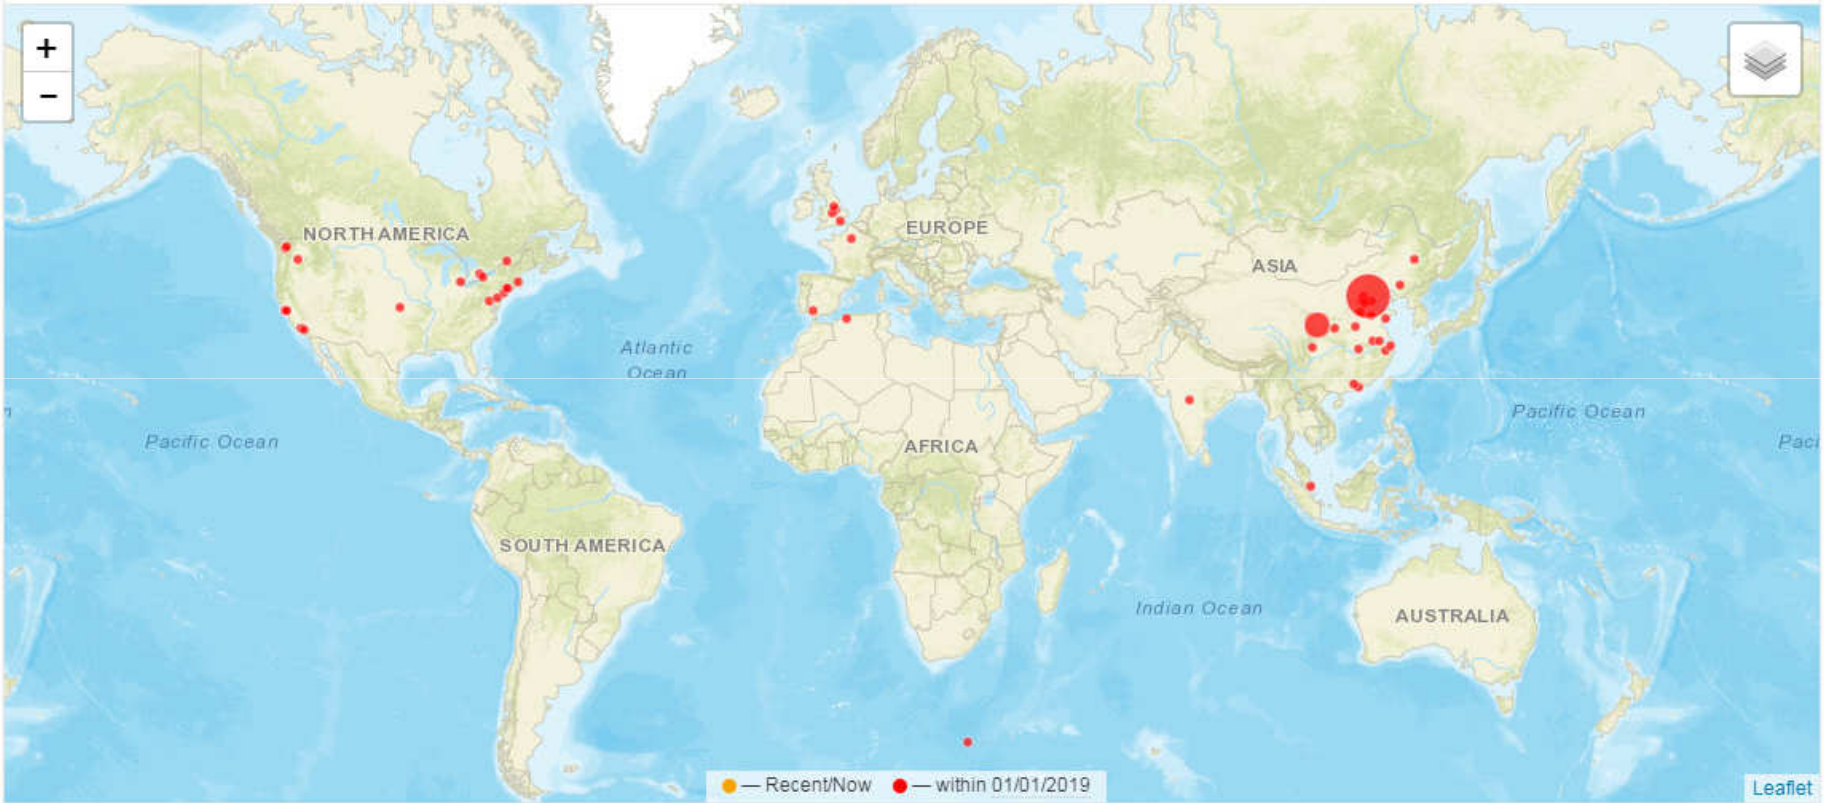 +
−
NORTH AMERICA
EUROPE
ASIA
Atlantic
Ocean
Pacific Ocean
Pacific Ocean
Paci
AFRICA
SOUTH AMERICA
Indian Ocean
AUSTRALIA
— Recent/Now — within 01/01/2019
Leaflet